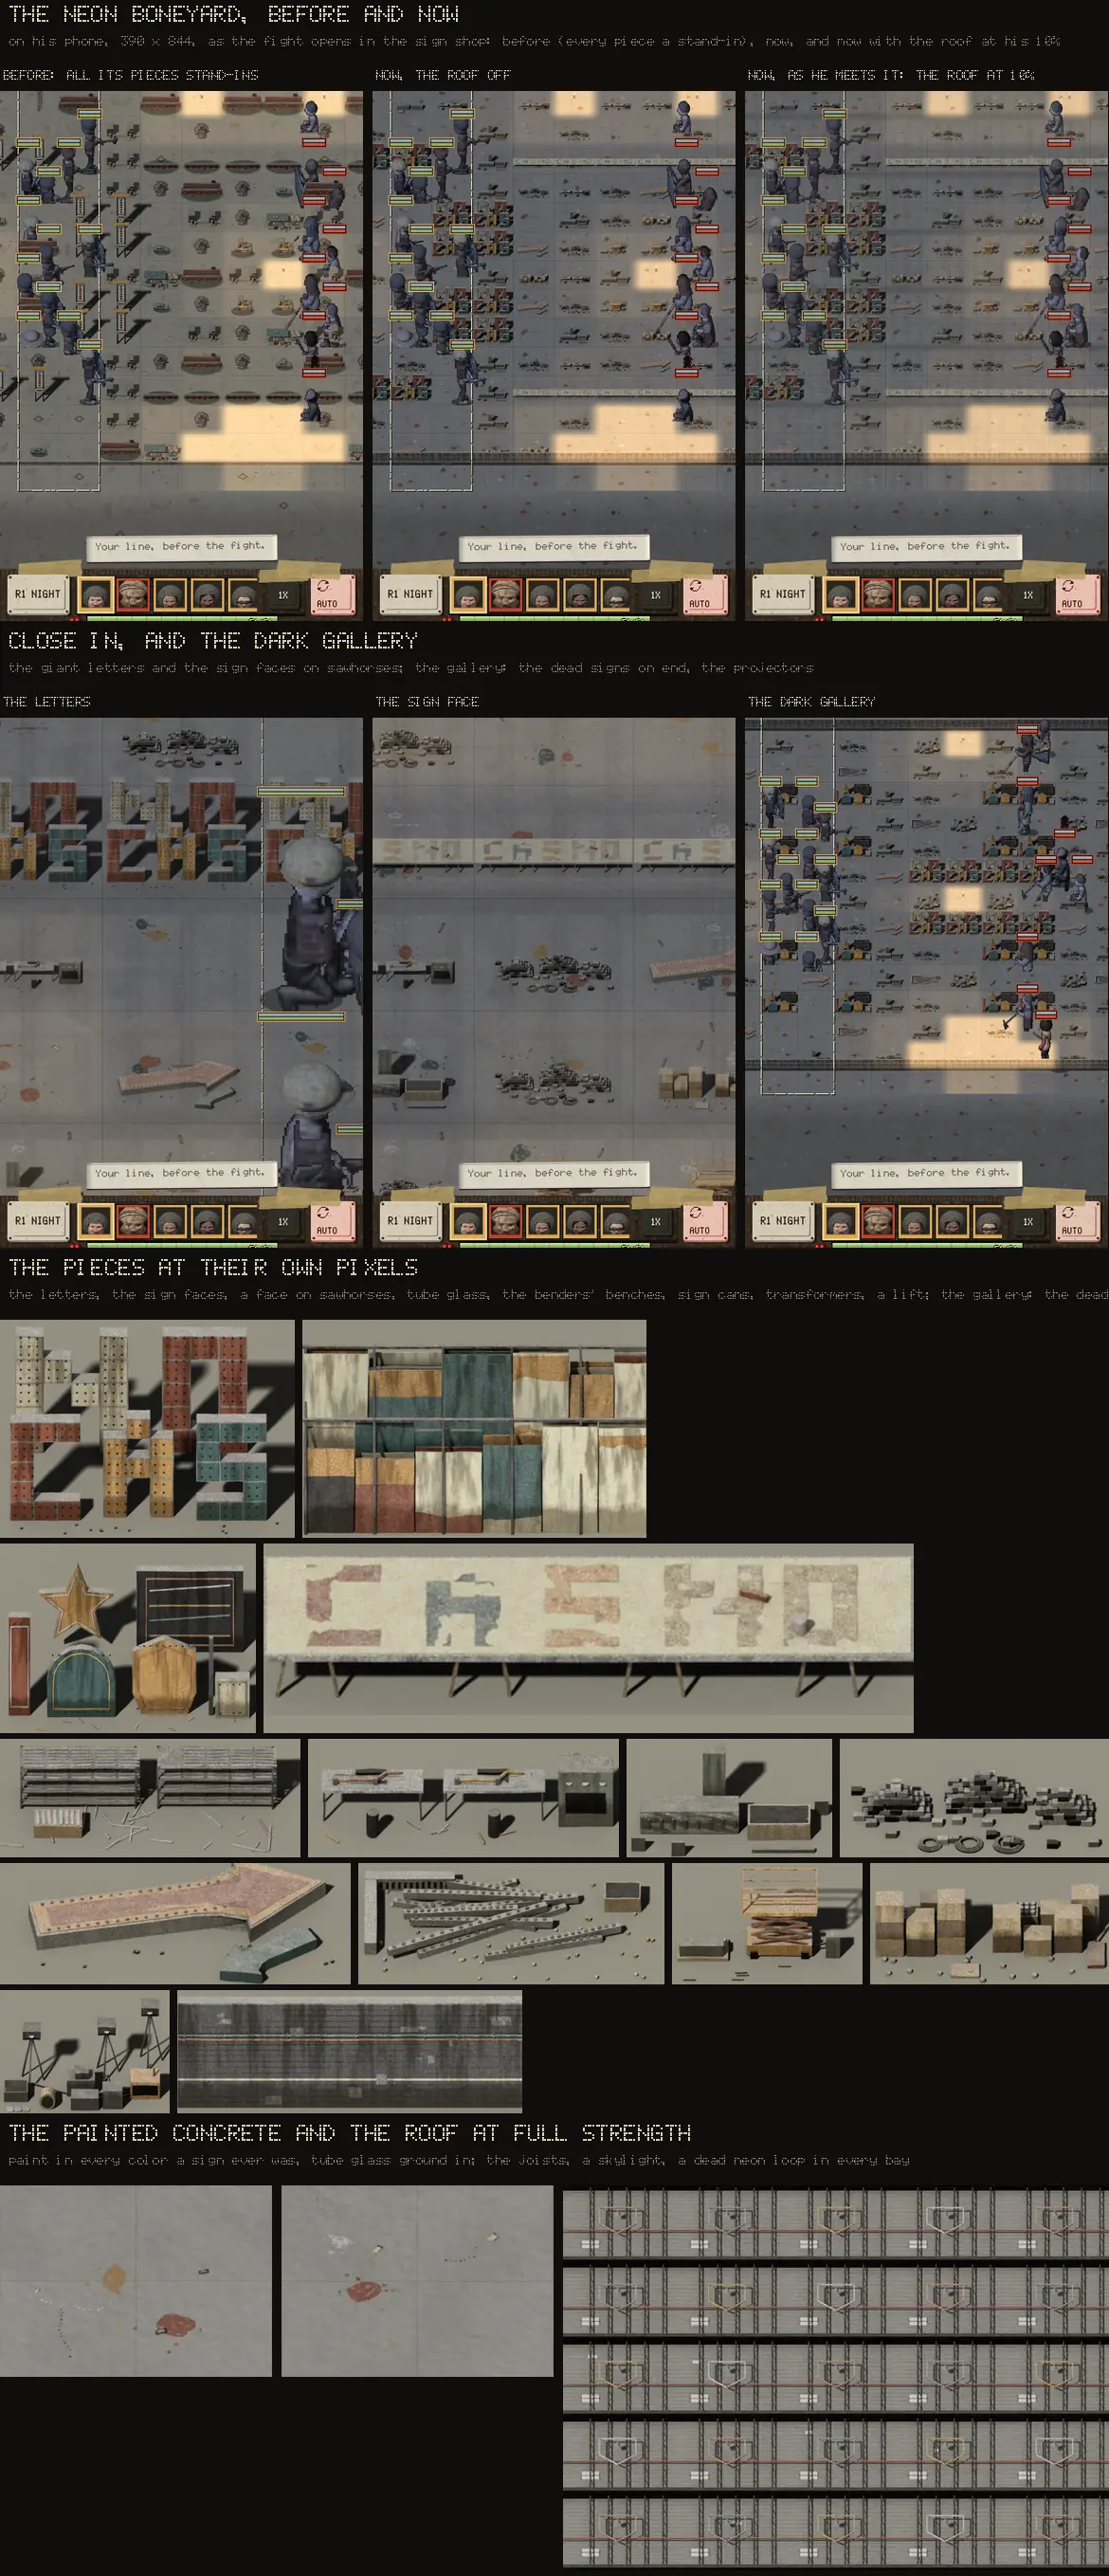 THE NEON BONEYARD, BEFORE AND NOW
on his phone, 390 x 844, as the fight opens in the sign shop: before (every piece a stand-in), now, and now with the roof at his 10%
BEFORE: ALL ITS PIECES STAND-INS
NOW, THE ROOF OFF
NOW, AS HE MEETS IT: THE ROOF AT 10%
Your line, before the fight.
Your line, before the fight.
Your line, before the fight.
R1 NIGHT
1X
AUTO
R1 NIGHT
1X
AUTO
R1 NIGHT
1X
AUTO
CLOSE IN, AND THE DARK GALLERY
the giant letters and the sign faces on sawhorses; the gallery: the dead signs on end, the projectors
THE LETTERS
THE SIGN FACE
THE DARK GALLERY
Your line, before the fight.
Your line, before the fight.
Your line, before the fight.
R1 NIGHT
1X
AUTO
R1 NIGHT
1X
AUTO
R1 NIGHT
1X
AUTO
THE PIECES AT THEIR OWN PIXELS
the letters, the sign faces, a face on sawhorses, tube glass, the benders' benches, sign cans, transformers, a lift; the gallery: the dead
THE PAINTED CONCRETE AND THE ROOF AT FULL STRENGTH
paint in every color a sign ever was, tube glass ground in; the joists, a skylight, a dead neon loop in every bay